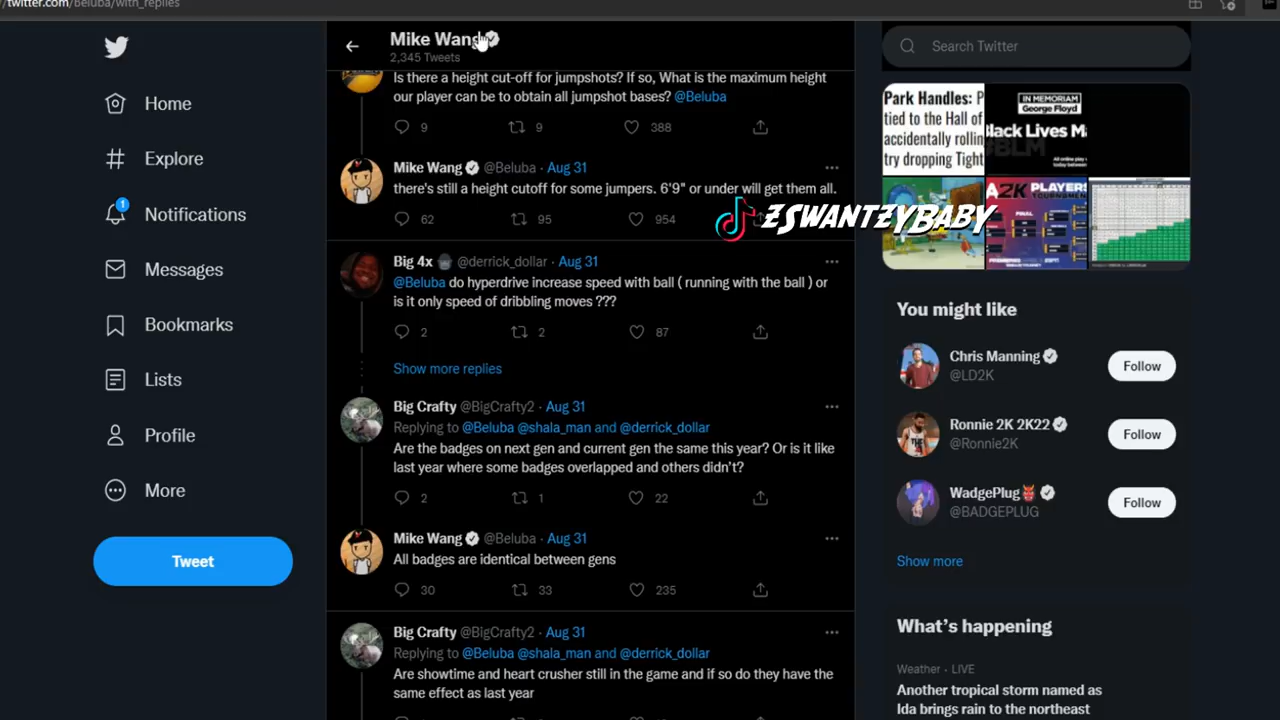 /twitter.com/beluba/with_replies
Home
Explore
1
Notifications
Messages
Bookmarks
Lists
Profile
More
Tweet
Mike Wang
2,345 Tweets
Is there a height cut-off for jumpshots? If so, What is the maximum height
our player can be to obtain all jumpshot bases? @Beluba
9 9 388
Mike Wang @Beluba · Aug 31
there's still a height cutoff for some jumpers. 6'9" or under will get them all.
62 95 954
ZSWANTZYBABY
Big 4x @derrick_dollar · Aug 31
@Beluba do hyperdrive increase speed with ball ( running with the ball ) or
is it only speed of dribbling moves ???
2 2 87
Show more replies
Big Crafty @BigCrafty2 · Aug 31
Replying to @Beluba @shala_man and @derrick_dollar
Are the badges on next gen and current gen the same this year? Or is it like
last year where some badges overlapped and others didn't?
2 1 22
Mike Wang @Beluba · Aug 31
All badges are identical between gens
30 33 235
Big Crafty @BigCrafty2 · Aug 31
Replying to @Beluba @shala_man and @derrick_dollar
Are showtime and heart crusher still in the game and if so do they have the
same effect as last year
Search Twitter
Park Handles:
tied to the Hall of
accidentally rollin
try dropping Tight
IN MEMORIAM
George Floyd
Black Lives Ma
#BLM
A2K PLAYERS
TOURNAMENT
FINAL
You might like
Chris Manning
@LD2K
Follow
Ronnie 2K 2K22
@Ronnie2K
Follow
WadgePlug
@BADGEPLUG
Follow
Show more
What's happening
Weather · LIVE
Another tropical storm named as
Ida brings rain to the northeast